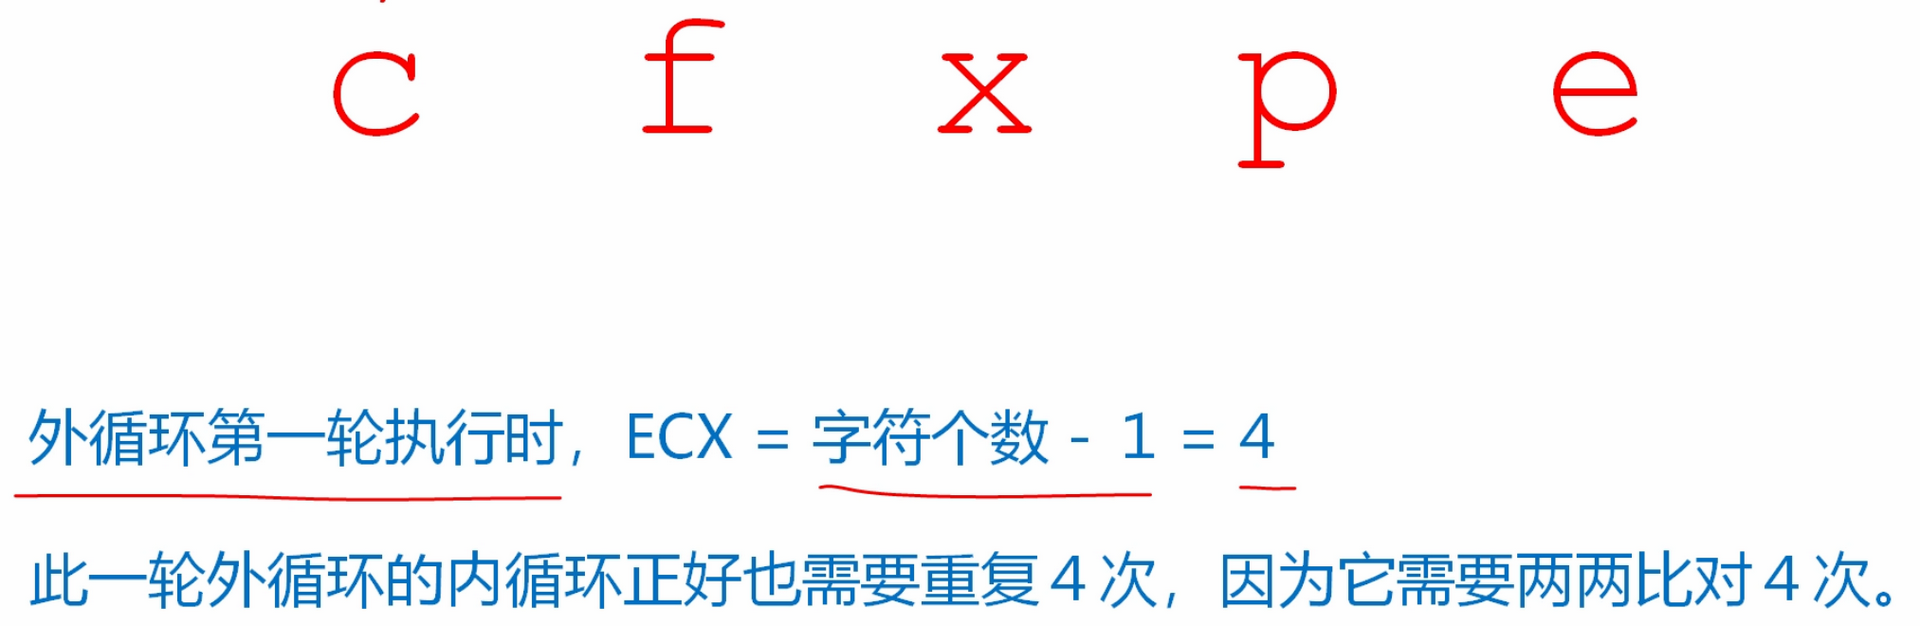 c f x p e
外循环第一轮执行时，ECX = 字符个数 - 1 = 4
此一轮外循环的内循环正好也需要重复 4 次，因为它需要两两比对 4 次。